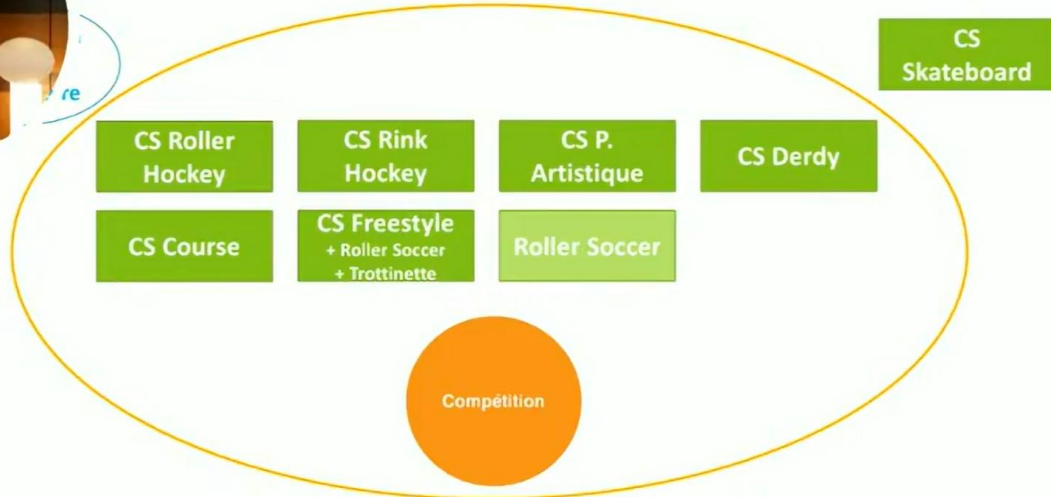 CS
Skateboard
CS Roller
Hockey
CS Rink
Hockey
CS P.
Artistique
CS Derdy
CS Course
CS Freestyle
+ Roller Soccer
+ Trottinette
Roller Soccer
Compétition